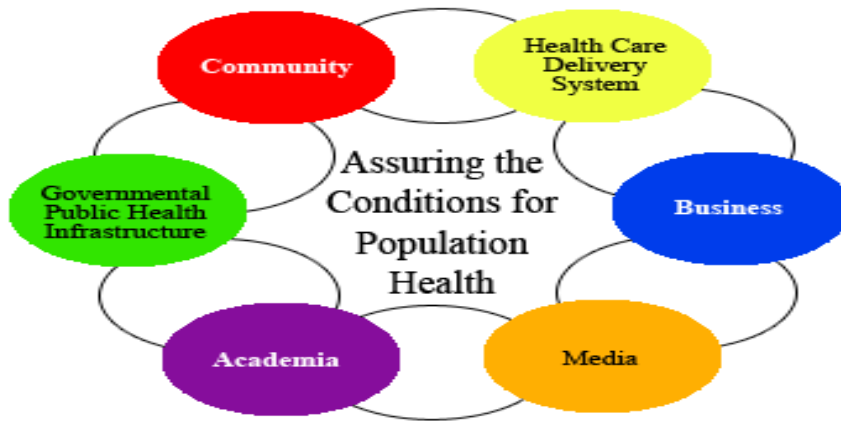 Community
Health Care
Delivery
System
Governmental
Public Health
Infrastructure
Assuring the
Conditions for
Population
Health
Business
Academia
Media